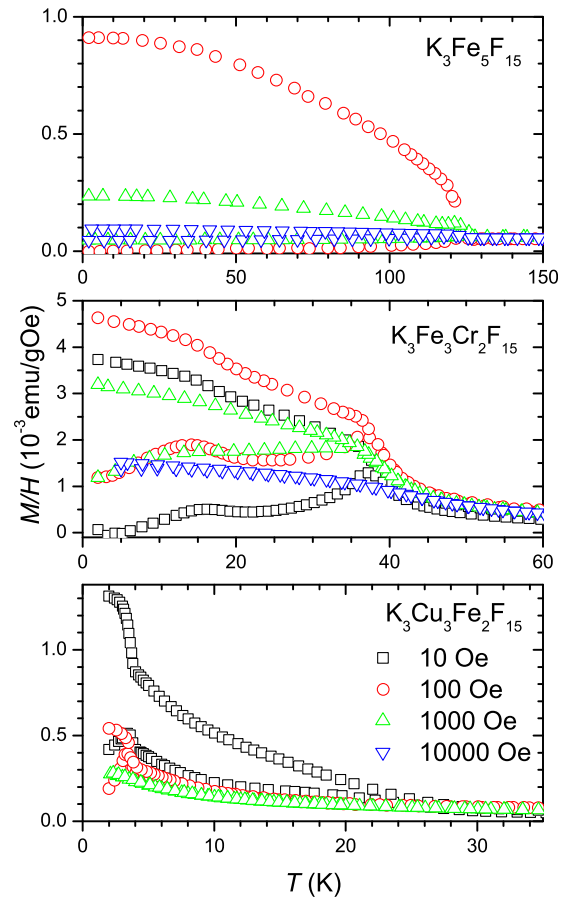 1.0
K₃Fe₅F₁₅
0.5
0.0
0 50 100 150
5
K₃Fe₃Cr₂F₁₅
4
3
2
1
0
0 20 40 60
M/H (10⁻³emu/gOe)
K₃Cu₃Fe₂F₁₅
1.0
10 Oe
100 Oe
0.5
1000 Oe
10000 Oe
0.0
0 10 20 30
T (K)